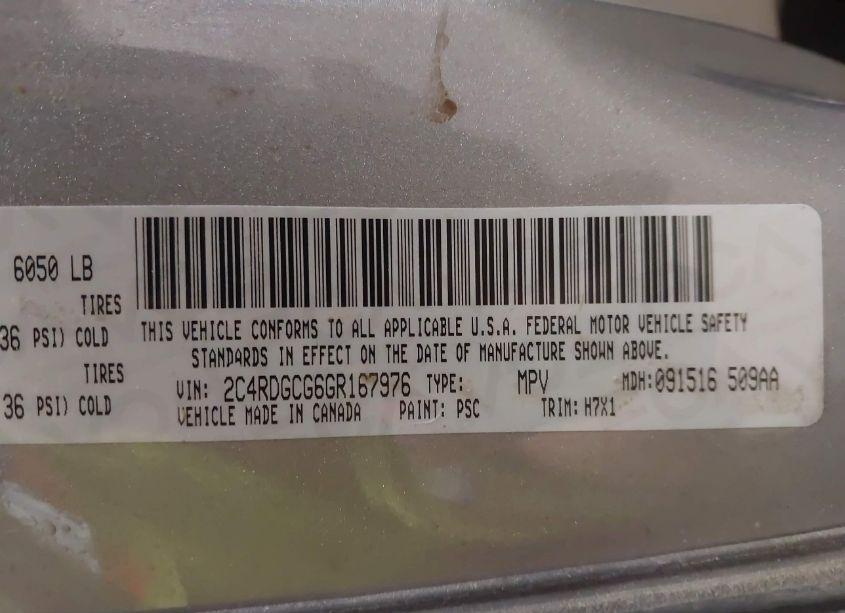 6050 LB
TIRES
36 PSI) COLD
TIRES
36 PSI) COLD
THIS VEHICLE CONFORMS TO ALL APPLICABLE U.S.A. FEDERAL MOTOR VEHICLE SAFETY
STANDARDS IN EFFECT ON THE DATE OF MANUFACTURE SHOWN ABOVE.
VIN: 2C4RDGCG6GR167976 TYPE: MPV MDH:091516 509AA
VEHICLE MADE IN CANADA PAINT: PSC TRIM: H7X1